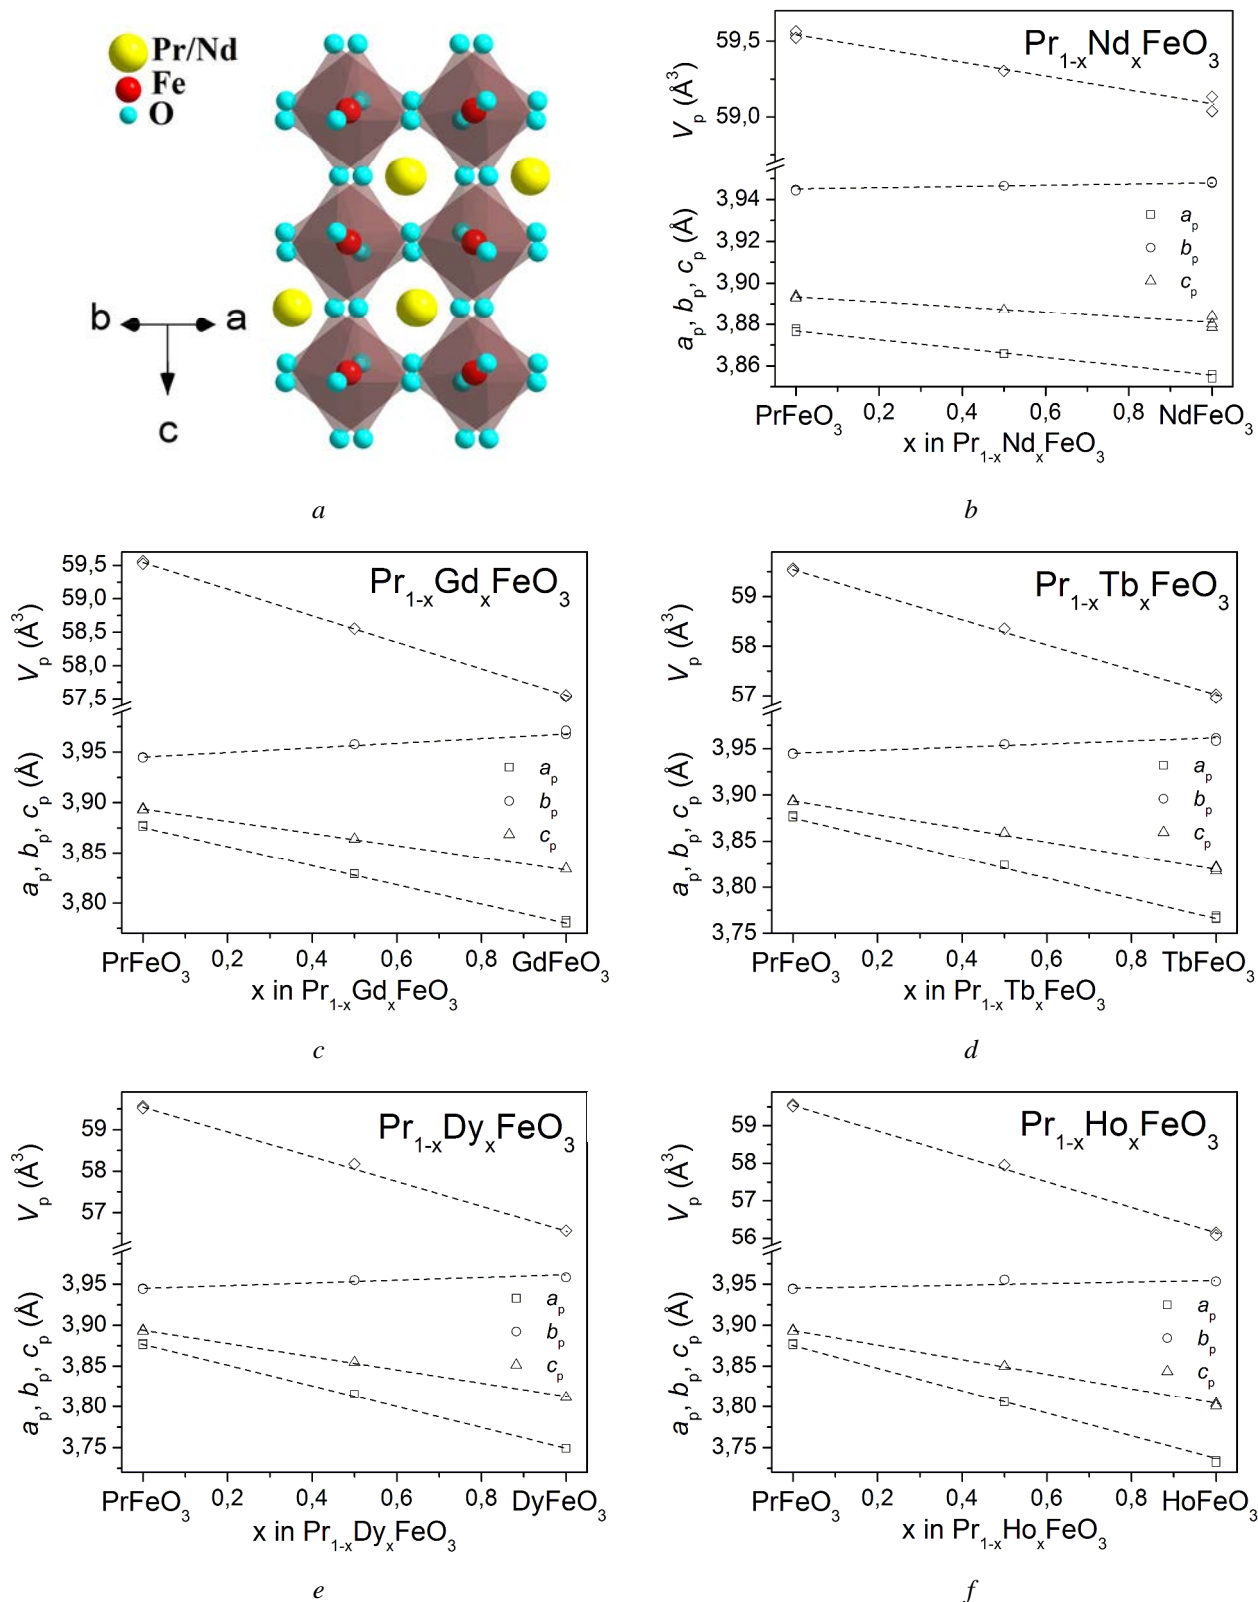 Pr/Nd
Fe
O
b
a
c
a
Pr₁₋ₓNdₓFeO₃
Vₚ (Å³)
59,5
59,0
aₚ, bₚ, cₚ (Å)
3,94
3,92
3,90
3,88
3,86
aₚ
bₚ
cₚ
PrFeO₃ 0,2 0,4 0,6 0,8 NdFeO₃
x in Pr₁₋ₓNdₓFeO₃
b
Pr₁₋ₓGdₓFeO₃
Vₚ (Å³)
59,5
59,0
58,5
58,0
57,5
aₚ, bₚ, cₚ (Å)
3,95
3,90
3,85
3,80
aₚ
bₚ
cₚ
PrFeO₃ 0,2 0,4 0,6 0,8 GdFeO₃
x in Pr₁₋ₓGdₓFeO₃
c
Pr₁₋ₓTbₓFeO₃
Vₚ (Å³)
59
58
57
aₚ, bₚ, cₚ (Å)
3,95
3,90
3,85
3,80
3,75
aₚ
bₚ
cₚ
PrFeO₃ 0,2 0,4 0,6 0,8 TbFeO₃
x in Pr₁₋ₓTbₓFeO₃
d
Pr₁₋ₓDyₓFeO₃
Vₚ (Å³)
59
58
57
aₚ, bₚ, cₚ (Å)
3,95
3,90
3,85
3,80
3,75
aₚ
bₚ
cₚ
PrFeO₃ 0,2 0,4 0,6 0,8 DyFeO₃
x in Pr₁₋ₓDyₓFeO₃
e
Pr₁₋ₓHoₓFeO₃
Vₚ (Å³)
59
58
57
56
aₚ, bₚ, cₚ (Å)
3,95
3,90
3,85
3,80
3,75
aₚ
bₚ
cₚ
PrFeO₃ 0,2 0,4 0,6 0,8 HoFeO₃
x in Pr₁₋ₓHoₓFeO₃
f